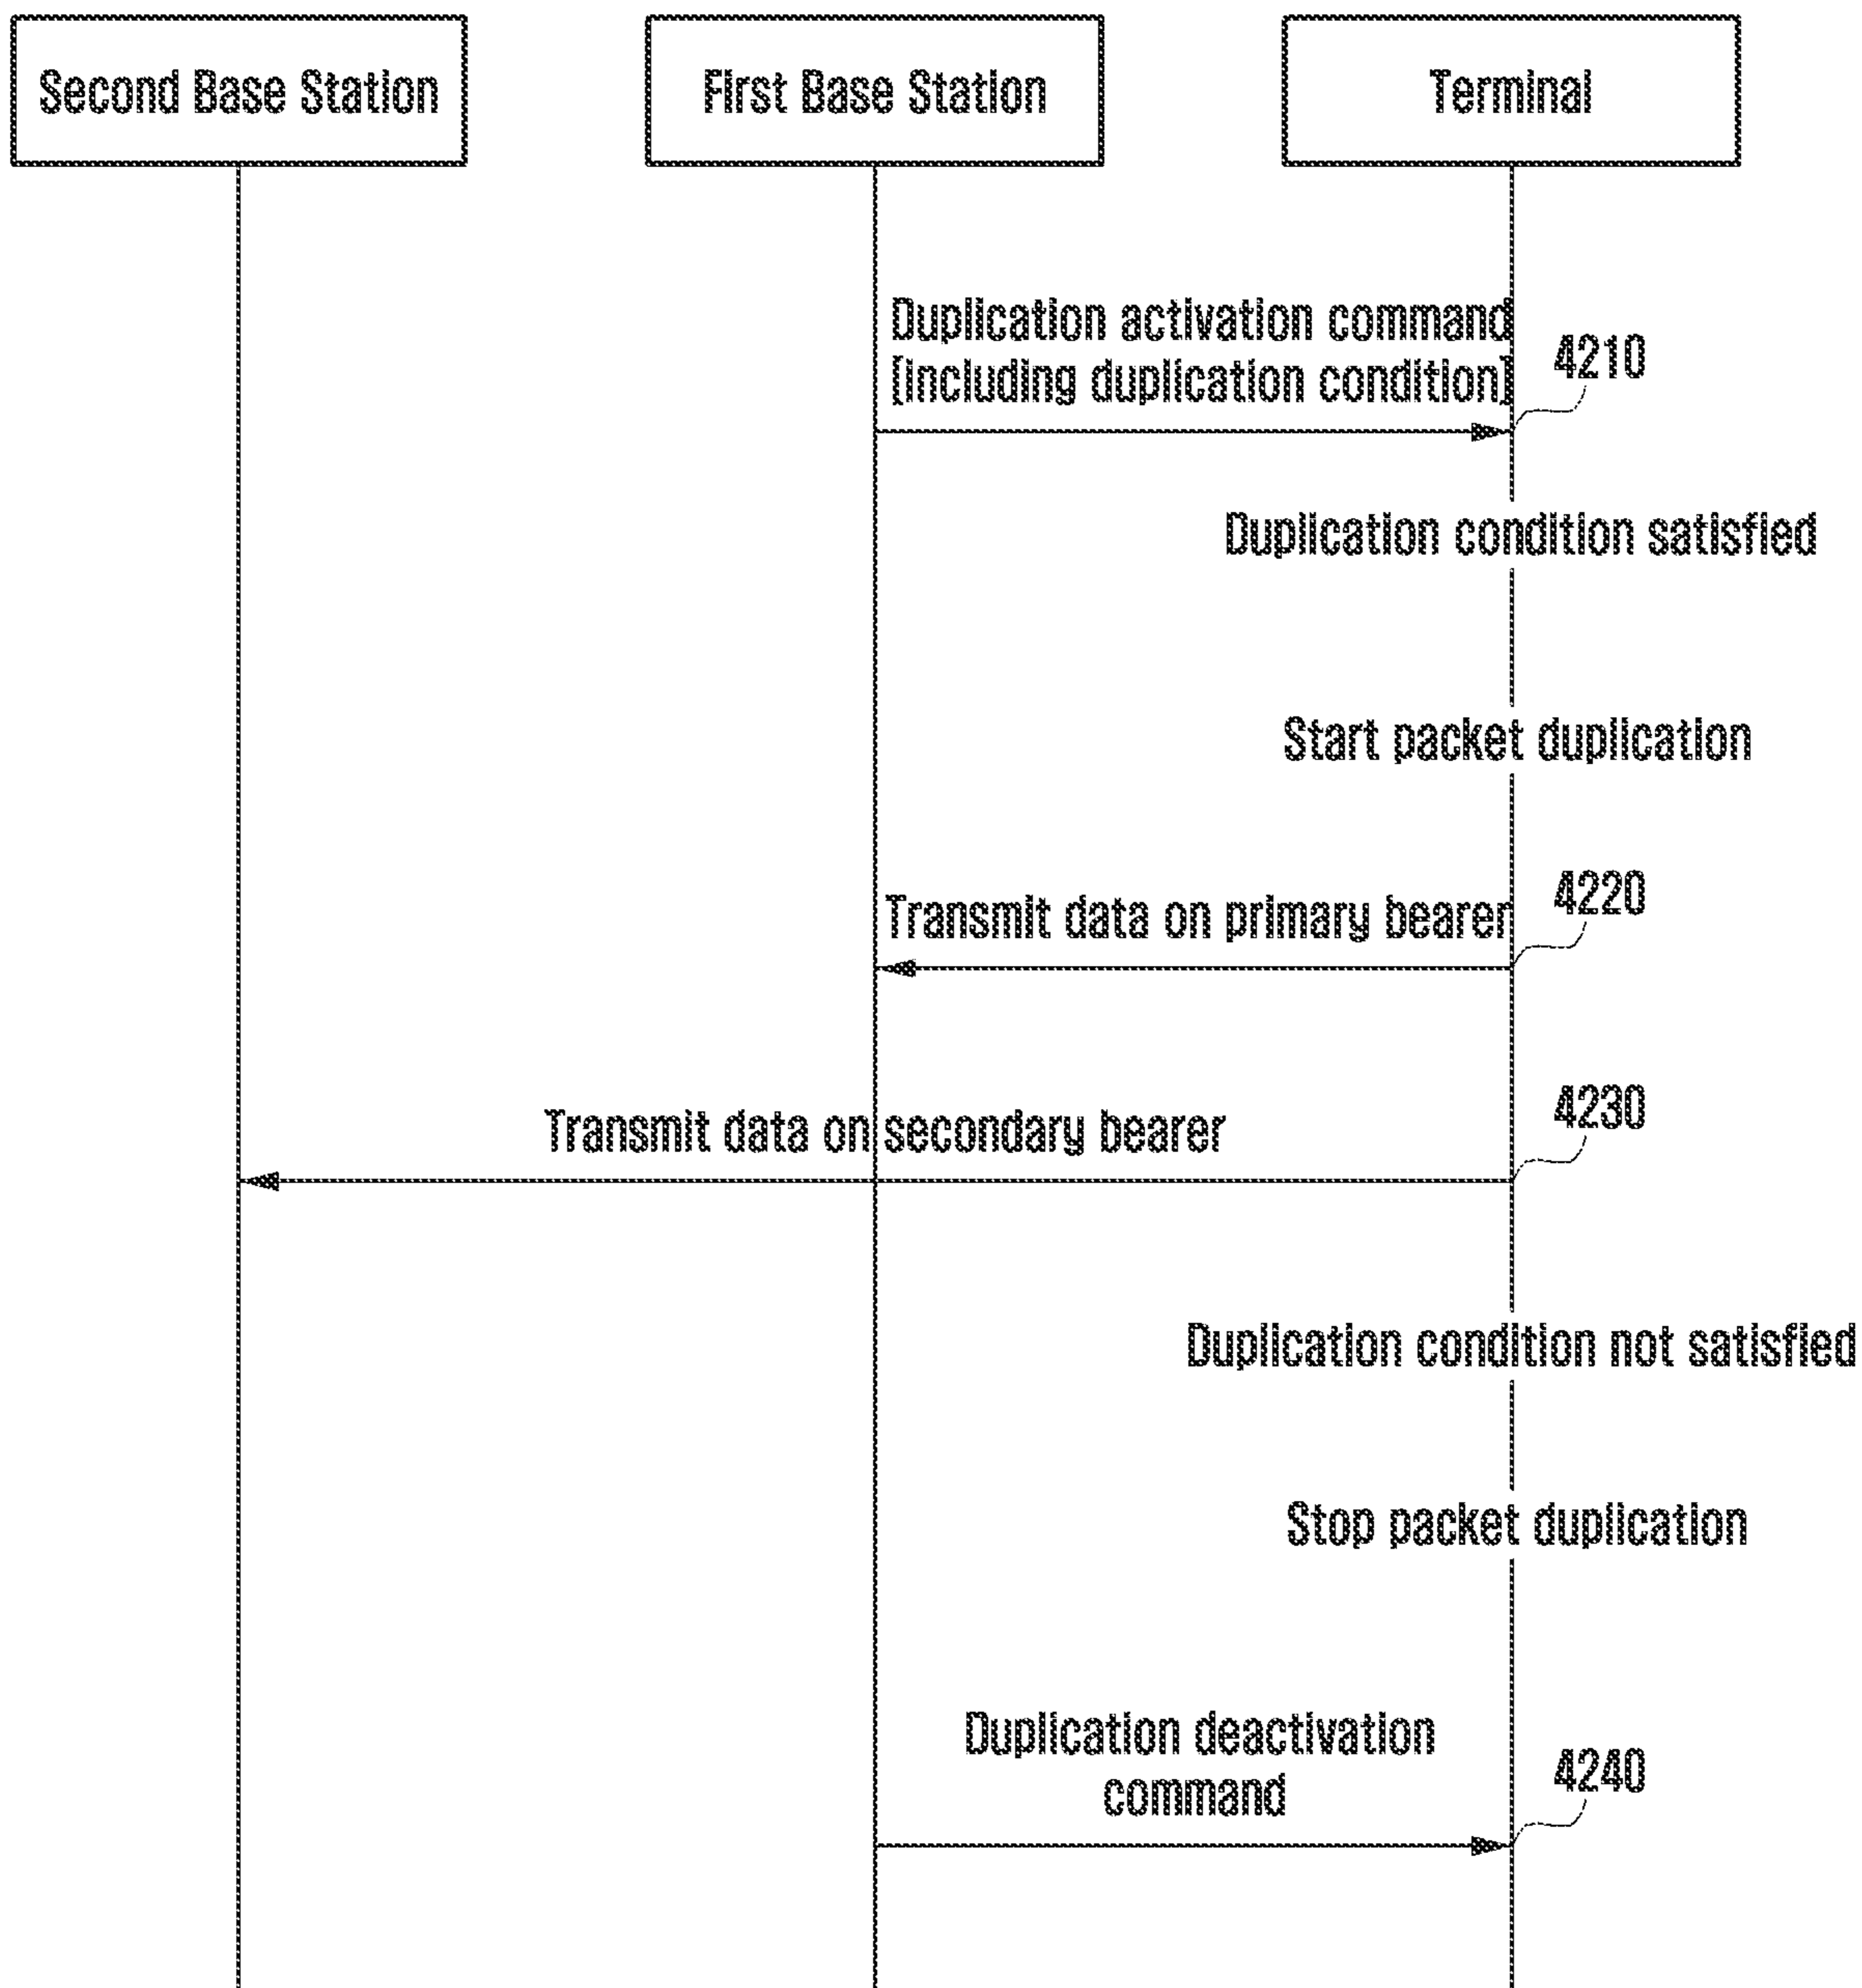 Second Base Station
First Base Station
Terminal
Duplication activation command
(including duplication condition)
4210
Duplication condition satisfied
Start packet duplication
4220
Transmit data on primary bearer
4230
Transmit data on secondary bearer
Duplication condition not satisfied
Stop packet duplication
Duplication deactivation
command
4240